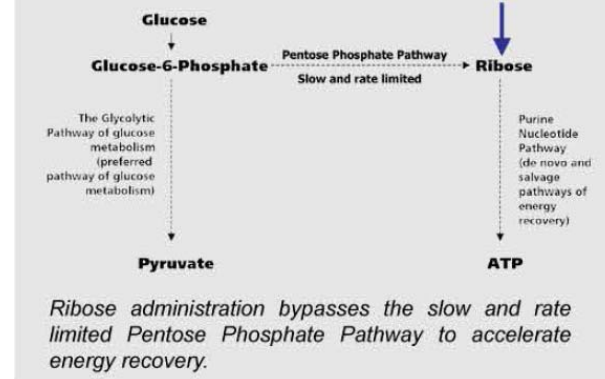 Glucose
Glucose-6-Phosphate
Pentose Phosphate Pathway
Slow and rate limited
Ribose
The Glycolytic
Pathway of glucose
metabolism
(preferred
pathway of glucose
metabolism)
Purine
Nucleotide
Pathway
(de novo and
salvage
pathways of
energy
recovery)
Pyruvate
ATP
Ribose administration bypasses the slow and rate
limited Pentose Phosphate Pathway to accelerate
energy recovery.